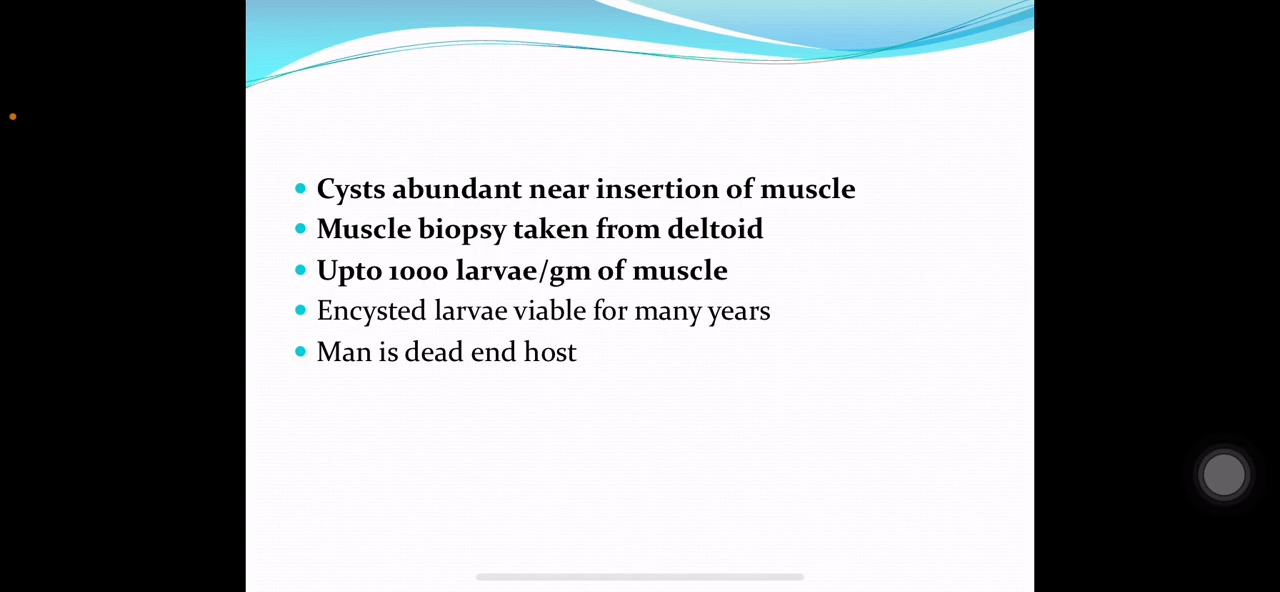 Cysts abundant near insertion of muscle
Muscle biopsy taken from deltoid
Upto 1000 larvae/gm of muscle
Encysted larvae viable for many years
Man is dead end host